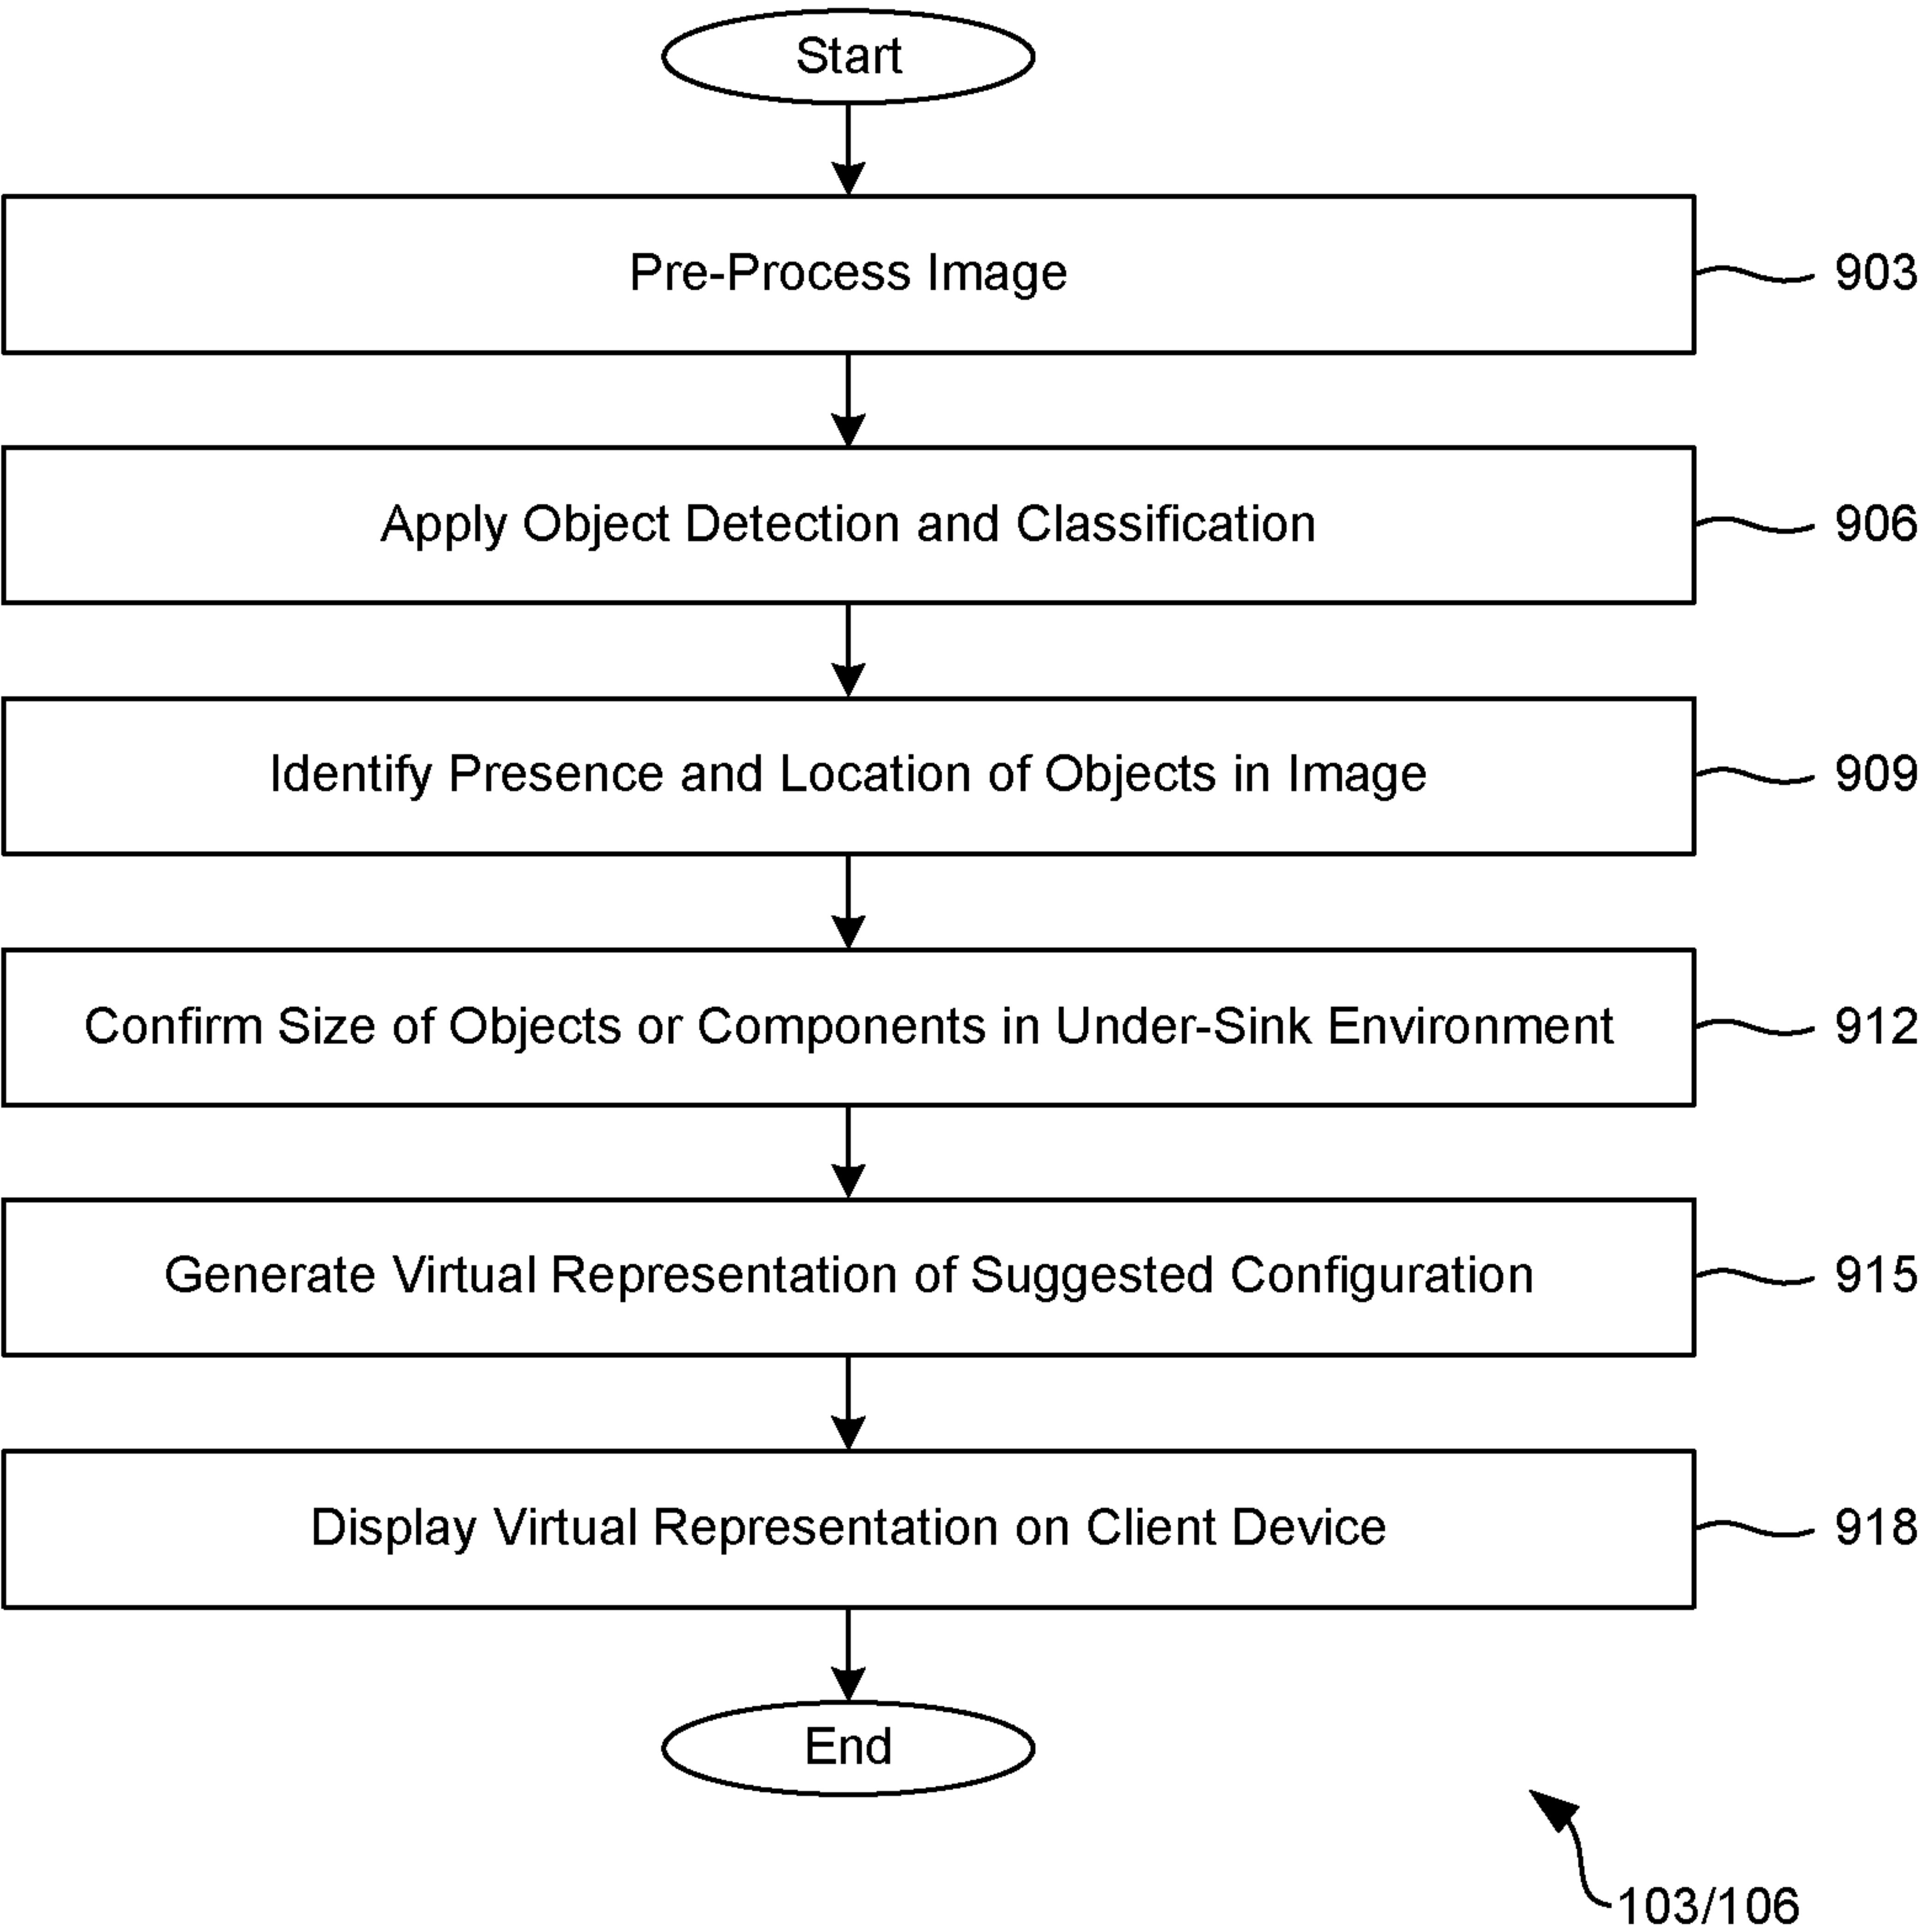 Start
Pre-Process Image
903
Apply Object Detection and Classification
906
Identify Presence and Location of Objects in Image
909
Confirm Size of Objects or Components in Under-Sink Environment
912
Generate Virtual Representation of Suggested Configuration
915
Display Virtual Representation on Client Device
918
End
103/106